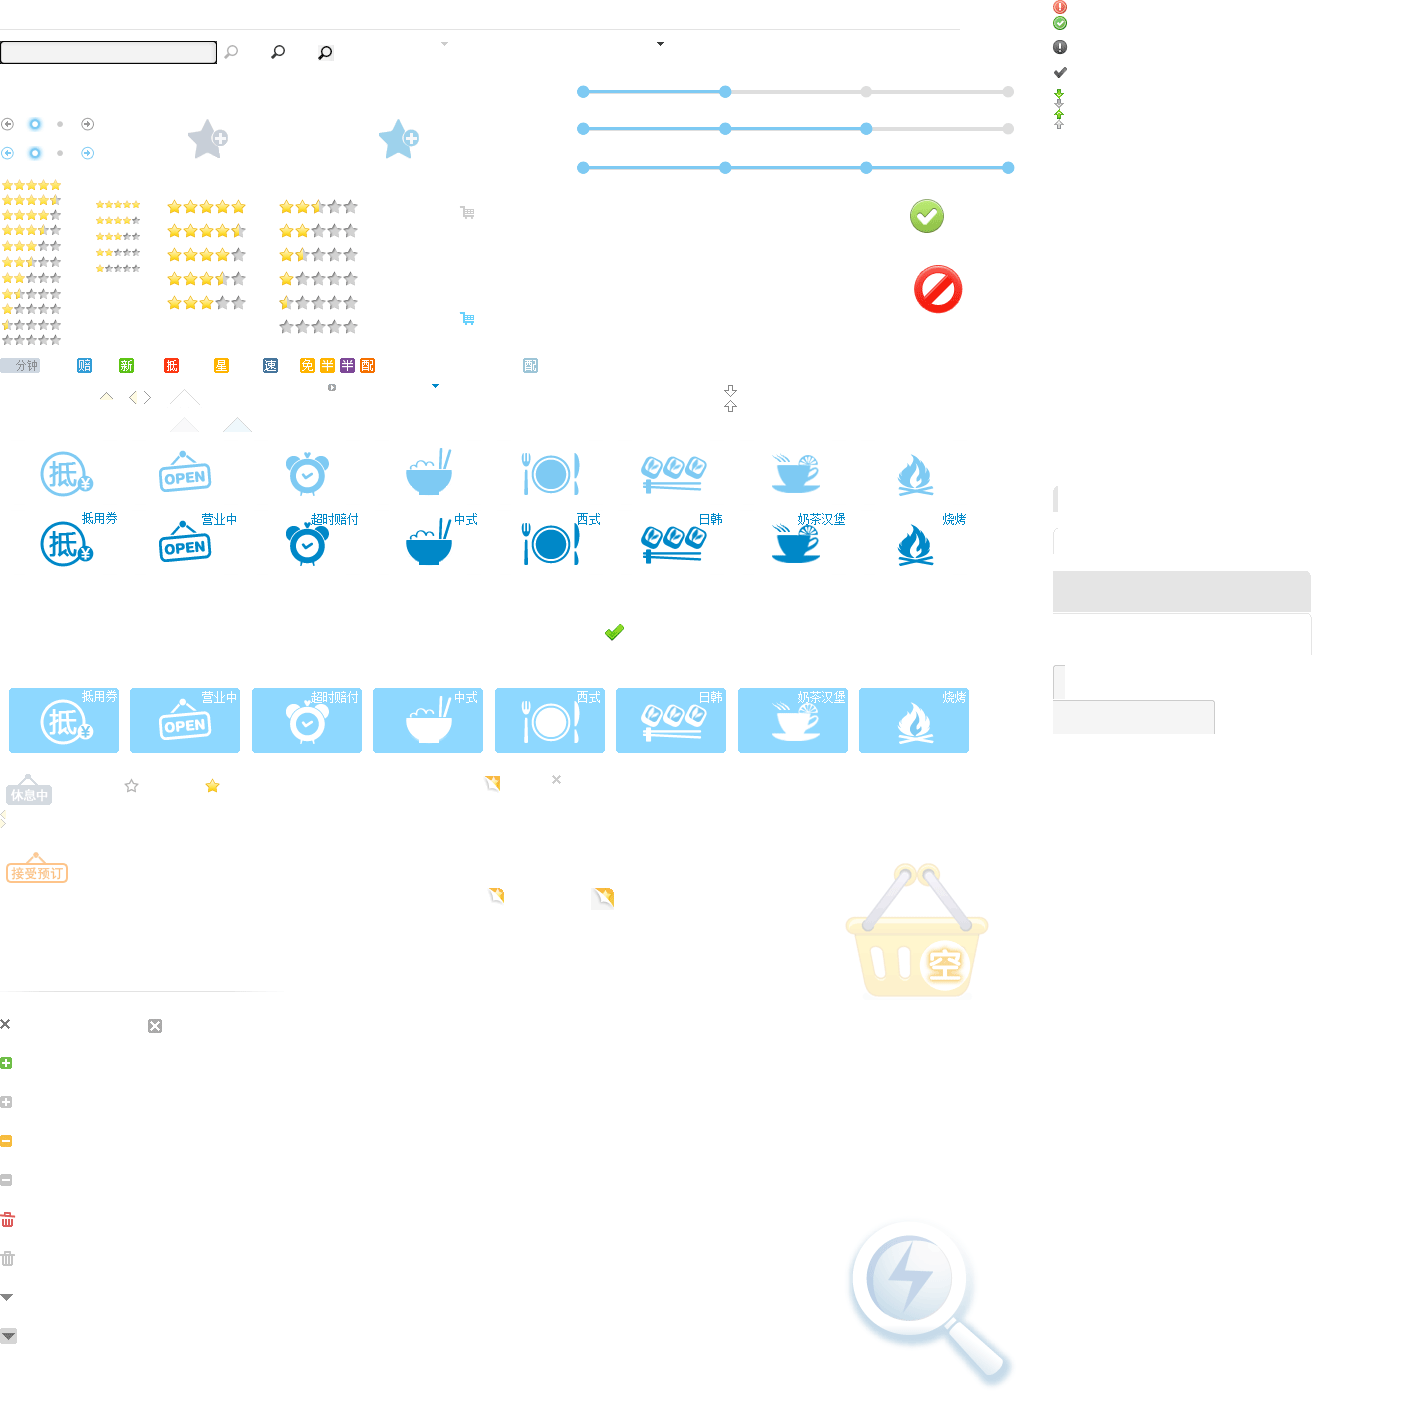 分钟 赔 新 抵 星 速 免 半 半 配 配
抵 ¥ OPEN
抵用券 营业中 超时赔付 中式 西式 日韩 奶茶汉堡 烧烤
抵 ¥ OPEN
抵用券 营业中 超时赔付 中式 西式 日韩 奶茶汉堡 烧烤
抵 ¥ OPEN
休息中
接受预订
空